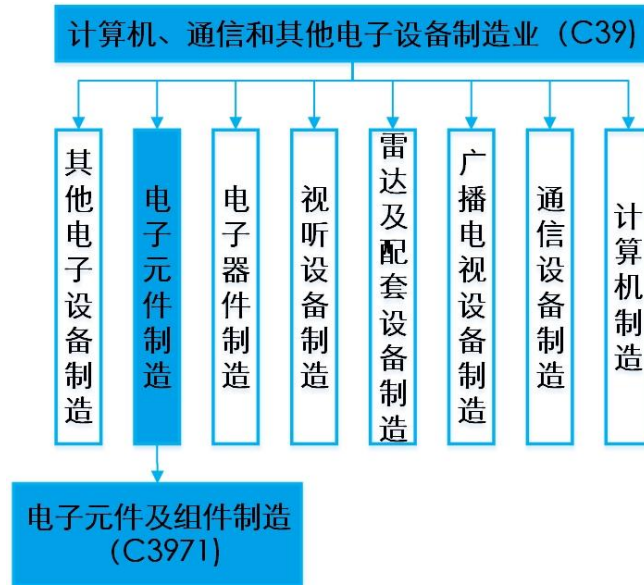 计算机、通信和其他电子设备制造业（C39)
其他电子设备制造
电子元件制造
电子器件制造
视听设备制造
雷达及配套设备制造
广播电视设备制造
通信设备制造
计算机制造
电子元件及组件制造
（C3971)